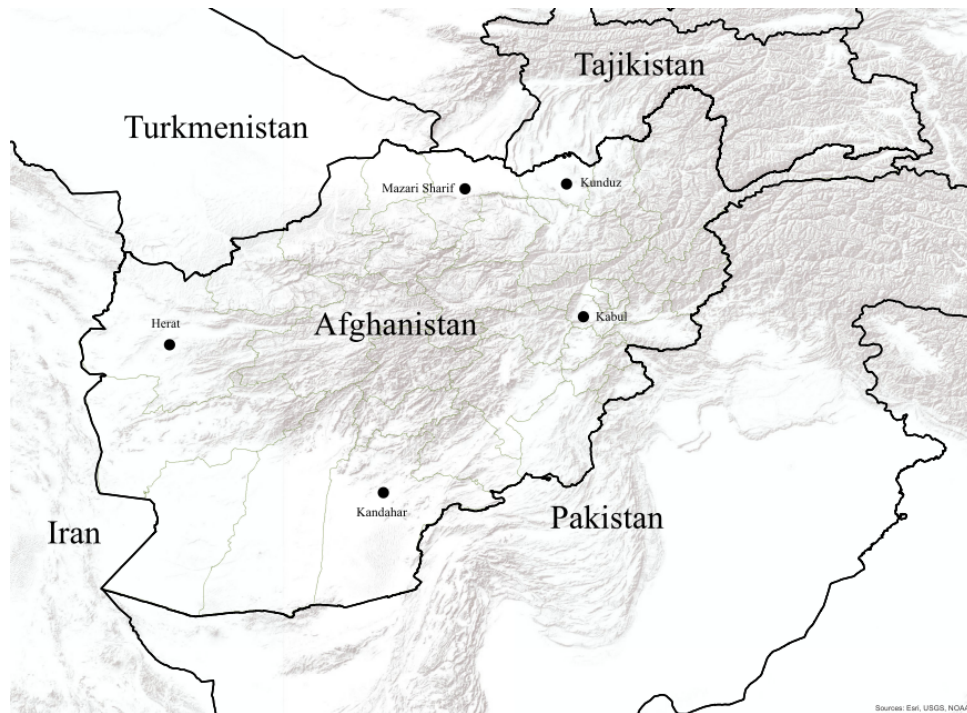 Tajikistan
Turkmenistan
Mazari Sharif
Kunduz
Herat
Afghanistan
Kabul
Kandahar
Iran
Pakistan
Sources: Esri, USGS, NOAA